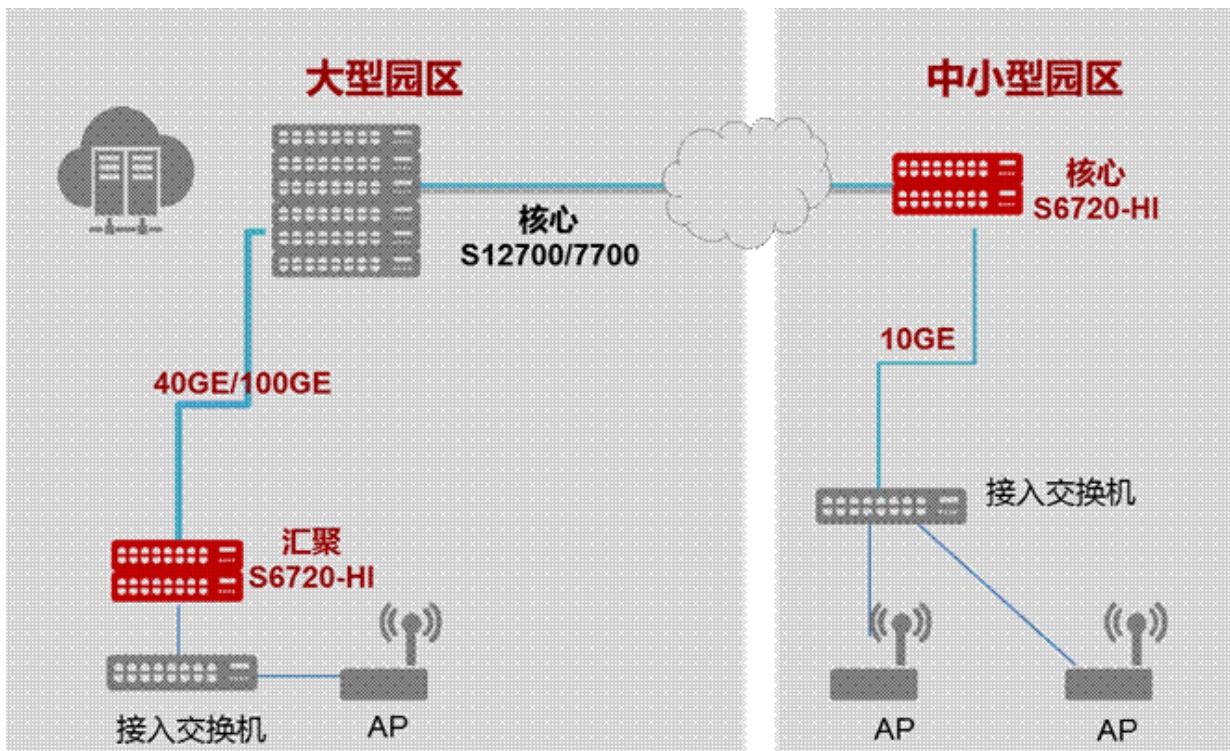 大型园区
中小型园区
核心
S12700/7700
核心
S6720-HI
40GE/100GE
10GE
汇聚
S6720-HI
接入交换机
接入交换机
AP
AP
AP